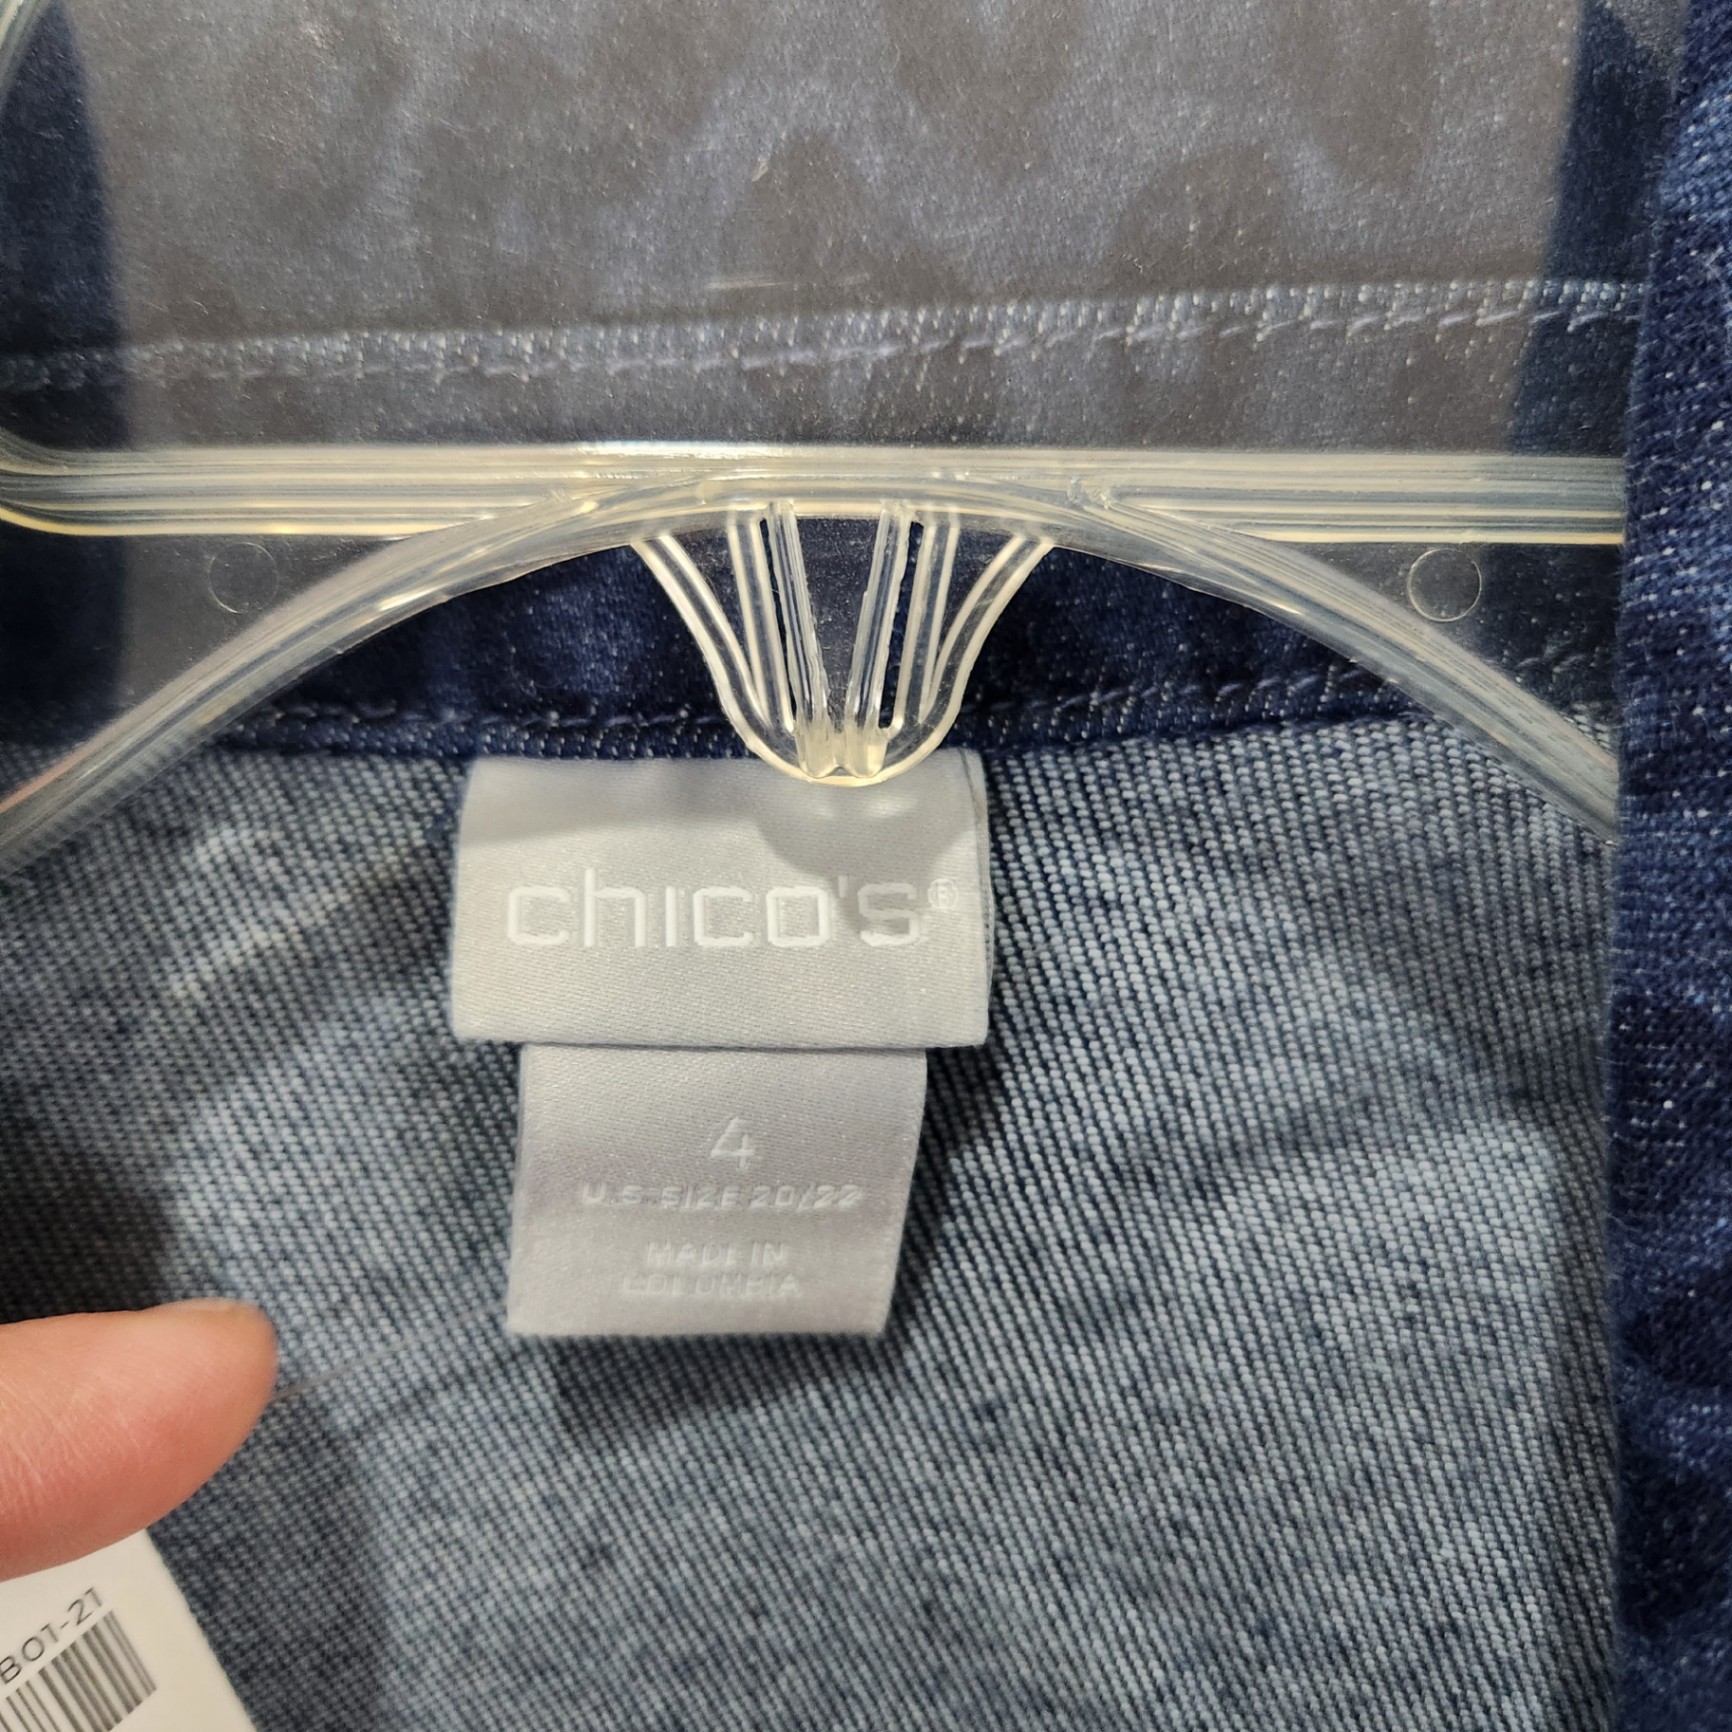 chico's®
4
U.S. SIZE 20/22
MADE IN
COLOMBIA
B01-21